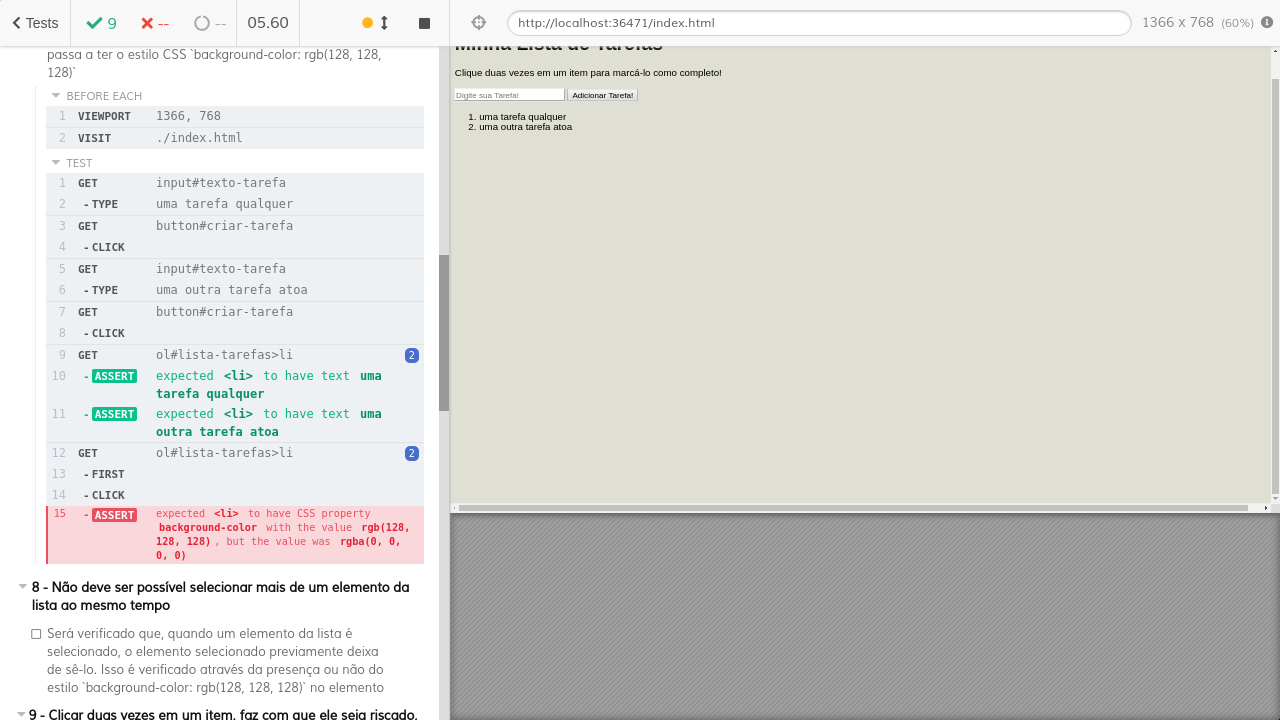 Tests
9
--
--
05.60
http://localhost:36471/index.html
1366 x 768 (60%)
passa a ter o estilo CSS `background-color: rgb(128, 128,
128)`
BEFORE EACH
1 VIEWPORT 1366, 768
2 VISIT ./index.html
TEST
1 GET input#texto-tarefa
2 -TYPE uma tarefa qualquer
3 GET button#criar-tarefa
4 -CLICK
5 GET input#texto-tarefa
6 -TYPE uma outra tarefa atoa
7 GET button#criar-tarefa
8 -CLICK
9 GET ol#lista-tarefas>li 2
10 -ASSERT expected <li> to have text uma
tarefa qualquer
11 -ASSERT expected <li> to have text uma
outra tarefa atoa
12 GET ol#lista-tarefas>li 2
13 -FIRST
14 -CLICK
15 -ASSERT expected <li> to have CSS property
background-color with the value rgb(128,
128, 128), but the value was rgba(0, 0,
0, 0)
8 - Não deve ser possível selecionar mais de um elemento da
lista ao mesmo tempo
Será verificado que, quando um elemento da lista é
selecionado, o elemento selecionado previamente deixa
de sê-lo. Isso é verificado através da presença ou não do
estilo `background-color: rgb(128, 128, 128)` no elemento
9 - Clicar duas vezes em um item, faz com que ele seja riscado,
Minha Lista de Tarefas
Clique duas vezes em um item para marcá-lo como completo!
Digite sua Tarefa! Adicionar Tarefa!
1. uma tarefa qualquer
2. uma outra tarefa atoa